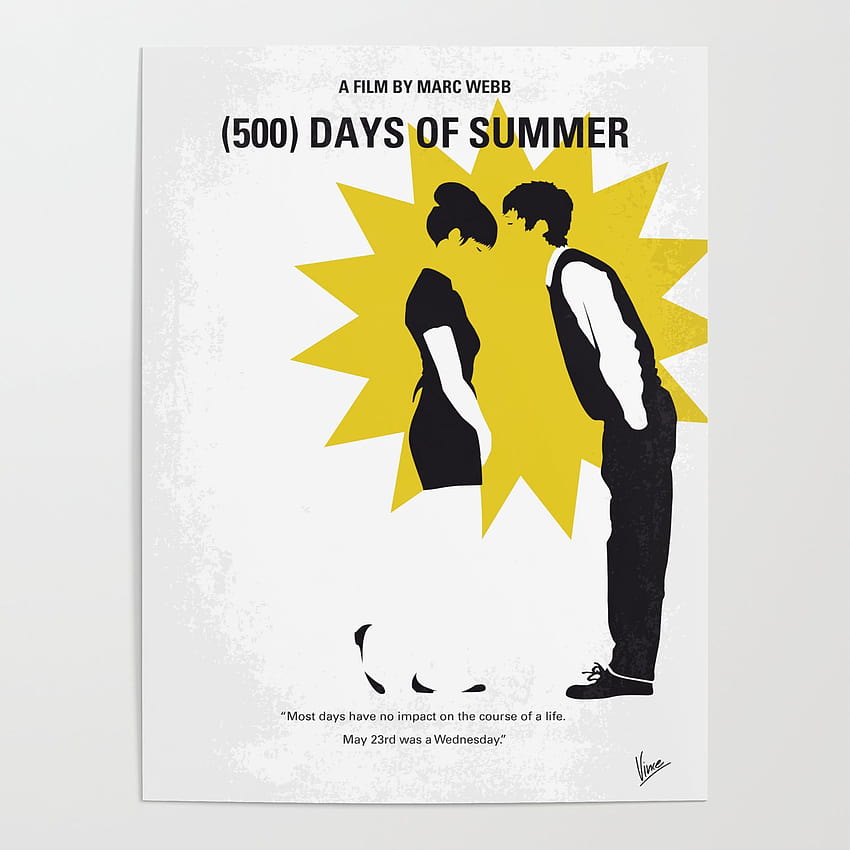 A FILM BY MARC WEBB
(500) DAYS OF SUMMER
“Most days have no impact on the course of a life.
May 23rd was a Wednesday.”
Vince